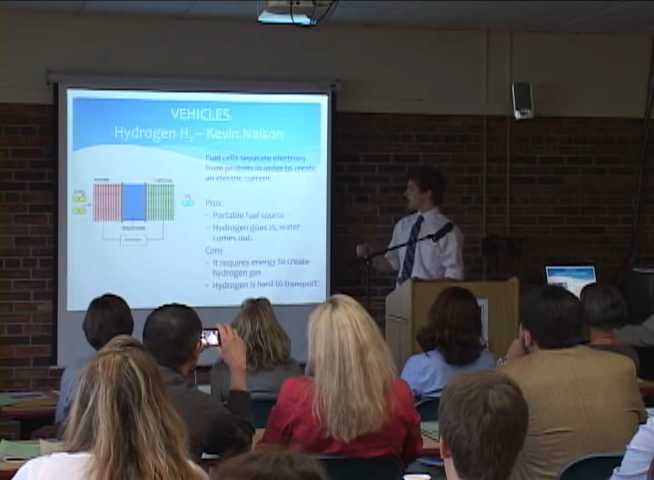 VEHICLES
Hydrogen H₂ – Kevin Nelson
Fuel cells separate electrons
from protons in order to create
an electric current
Pros
- Portable fuel source
- Hydrogen goes in, water
comes out.
Cons
- It requires energy to create
hydrogen gas
- Hydrogen is hard to transport